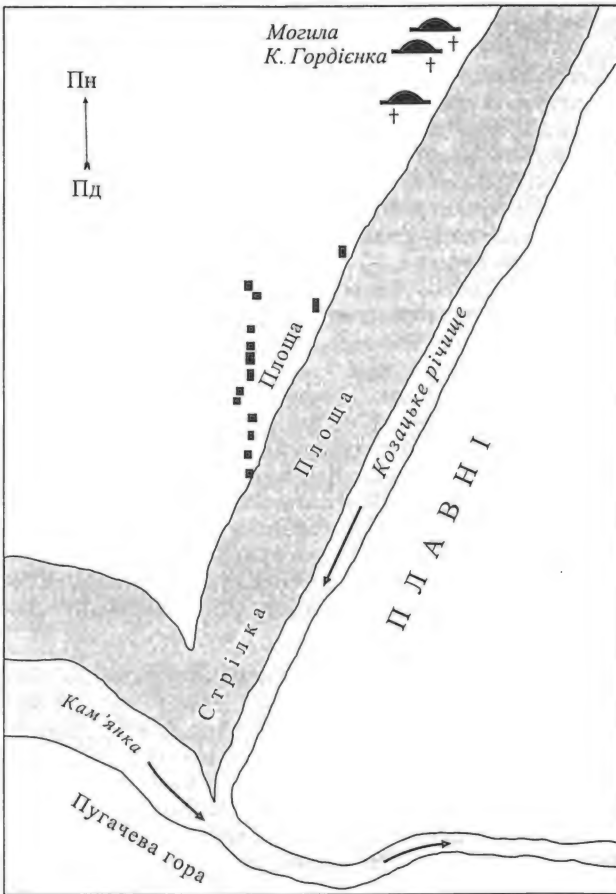 Могила
К. Гордієнка
Пн
Пд
Площа
Площа
Козацьке річище
ПЛАВНІ
Стрілка
Кам'янка
Пугачева гора